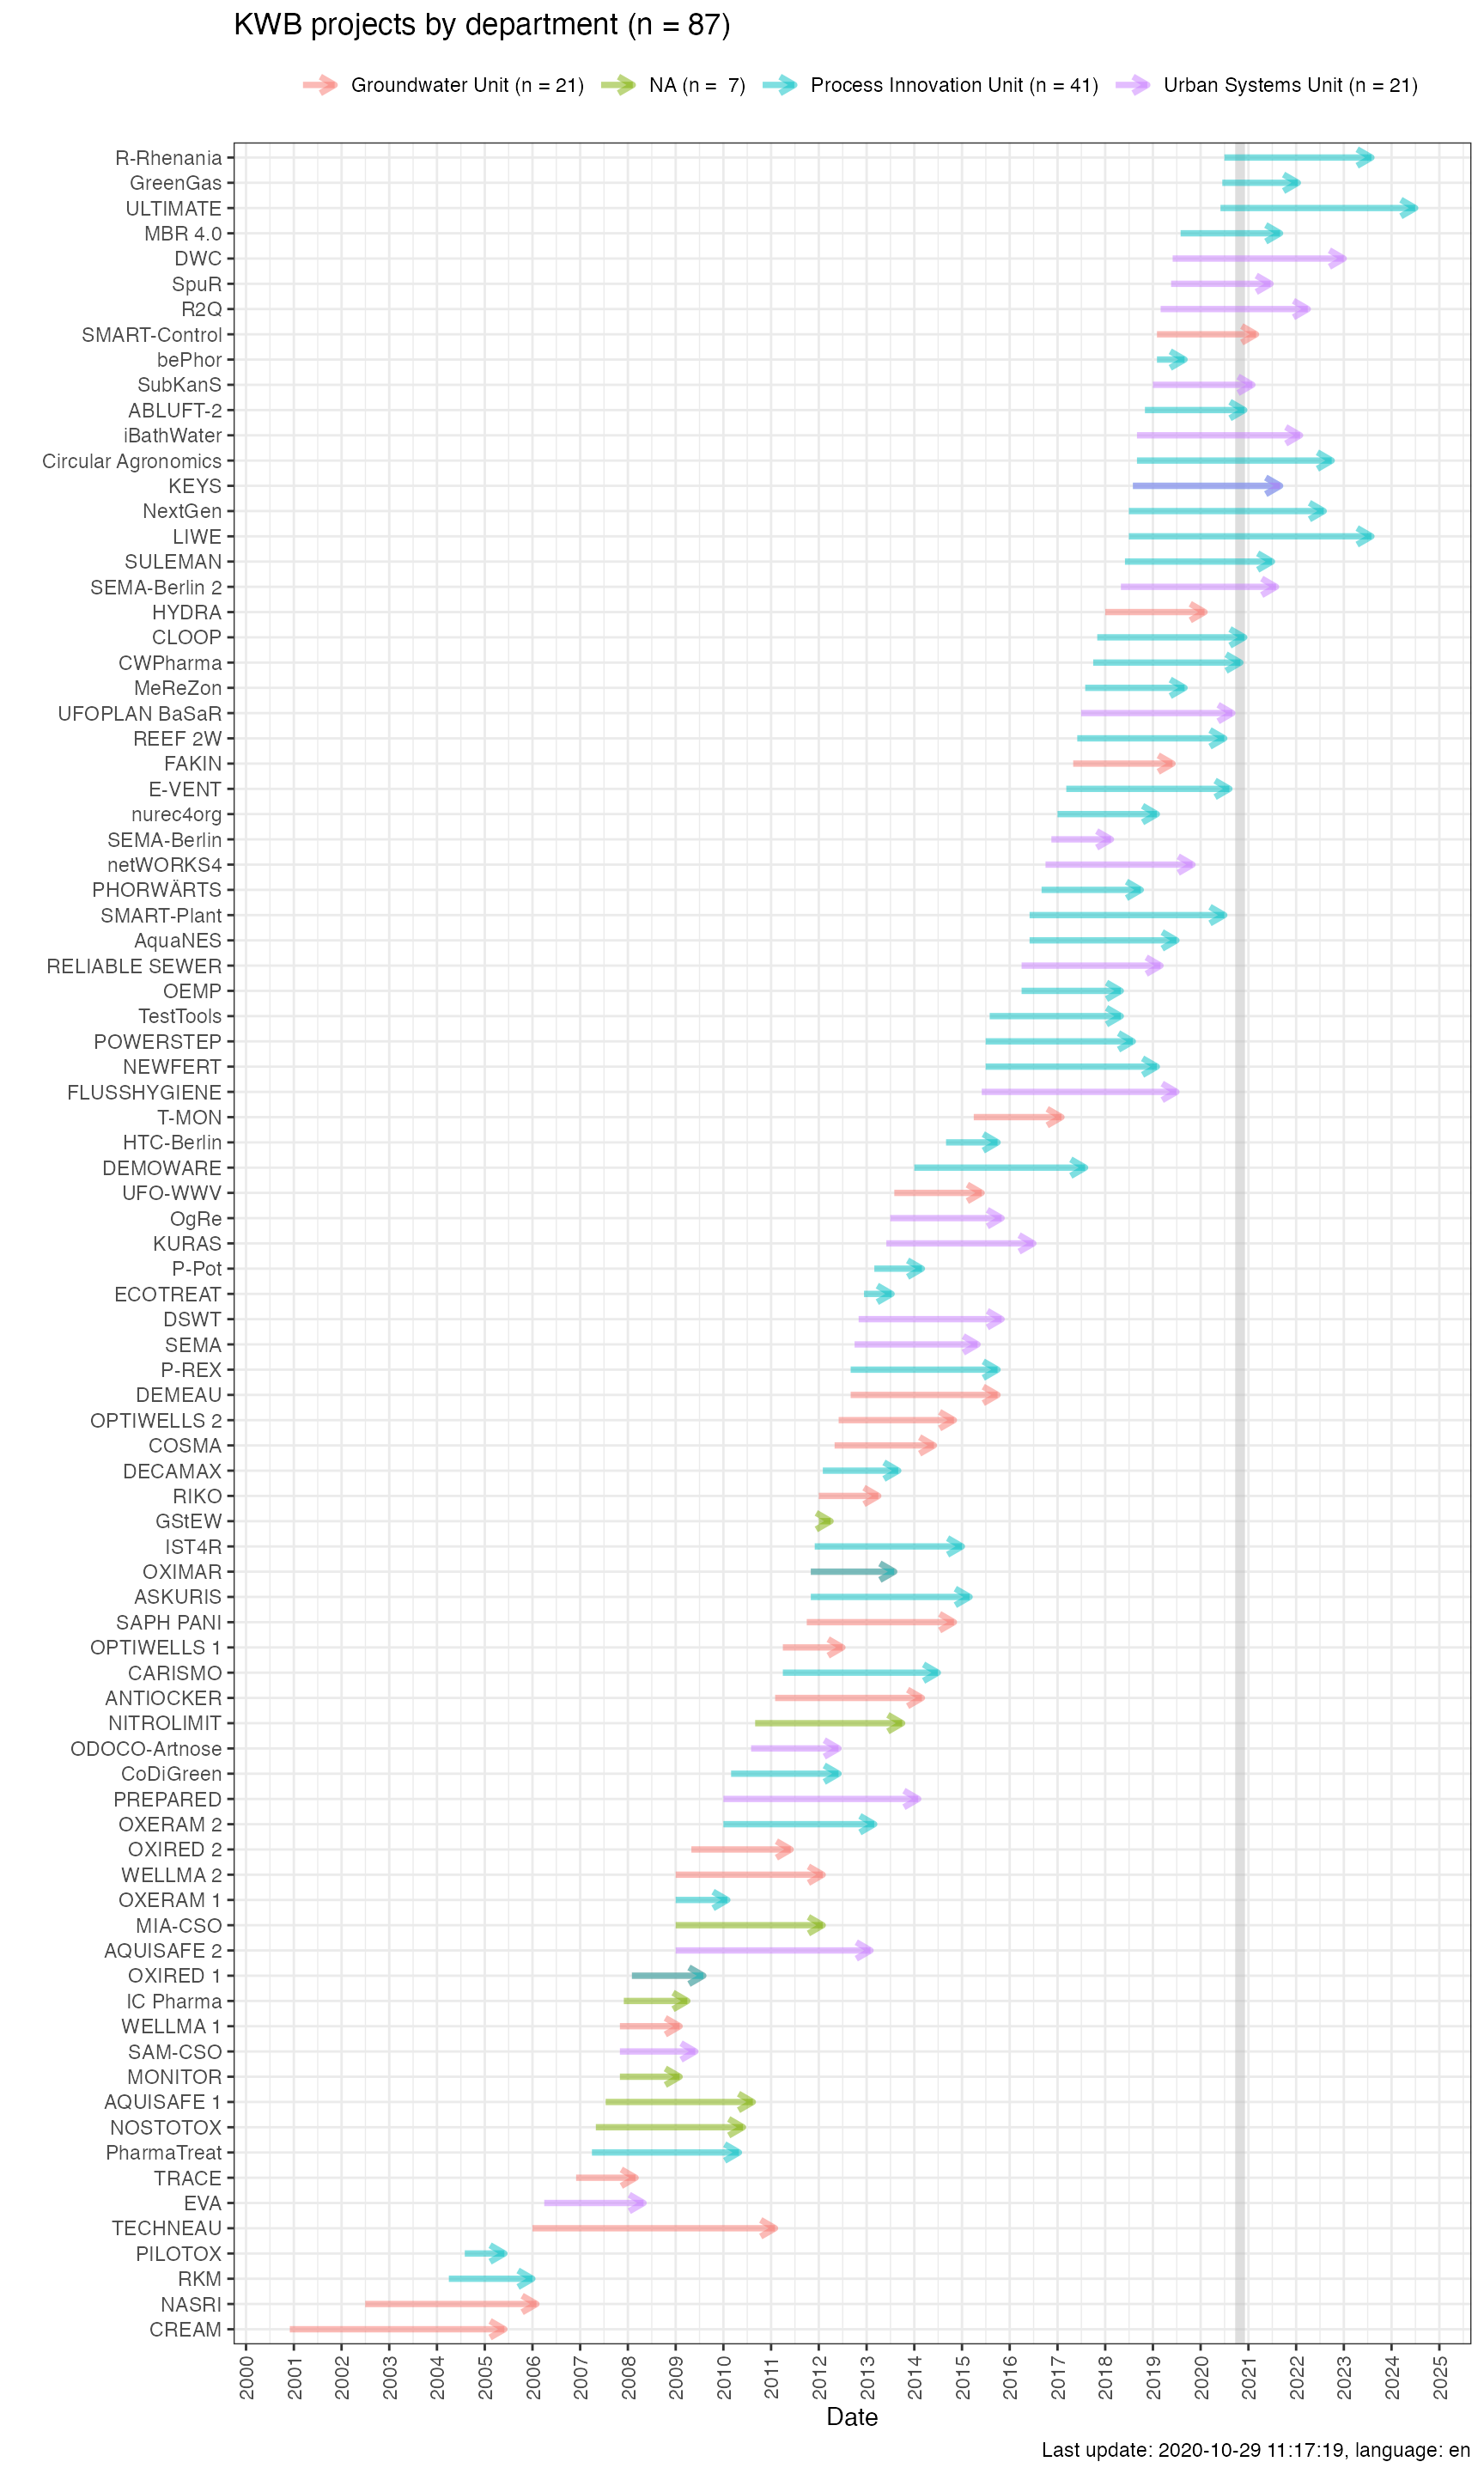 KWB projects by department (n = 87)
Groundwater Unit (n = 21) NA (n =  7) Process Innovation Unit (n = 41) Urban Systems Unit (n = 21)
R-Rhenania
GreenGas
ULTIMATE
MBR 4.0
DWC
SpuR
R2Q
SMART-Control
bePhor
SubKanS
ABLUFT-2
iBathWater
Circular Agronomics
KEYS
NextGen
LIWE
SULEMAN
SEMA-Berlin 2
HYDRA
CLOOP
CWPharma
MeReZon
UFOPLAN BaSaR
REEF 2W
FAKIN
E-VENT
nurec4org
SEMA-Berlin
netWORKS4
PHORWÄRTS
SMART-Plant
AquaNES
RELIABLE SEWER
OEMP
TestTools
POWERSTEP
NEWFERT
FLUSSHYGIENE
T-MON
HTC-Berlin
DEMOWARE
UFO-WWV
OgRe
KURAS
P-Pot
ECOTREAT
DSWT
SEMA
P-REX
DEMEAU
OPTIWELLS 2
COSMA
DECAMAX
RIKO
GStEW
IST4R
OXIMAR
ASKURIS
SAPH PANI
OPTIWELLS 1
CARISMO
ANTIOCKER
NITROLIMIT
ODOCO-Artnose
CoDiGreen
PREPARED
OXERAM 2
OXIRED 2
WELLMA 2
OXERAM 1
MIA-CSO
AQUISAFE 2
OXIRED 1
IC Pharma
WELLMA 1
SAM-CSO
MONITOR
AQUISAFE 1
NOSTOTOX
PharmaTreat
TRACE
EVA
TECHNEAU
PILOTOX
RKM
NASRI
CREAM
2000 2001 2002 2003 2004 2005 2006 2007 2008 2009 2010 2011 2012 2013 2014 2015 2016 2017 2018 2019 2020 2021 2022 2023 2024 2025
Date
Last update: 2020-10-29 11:17:19, language: en